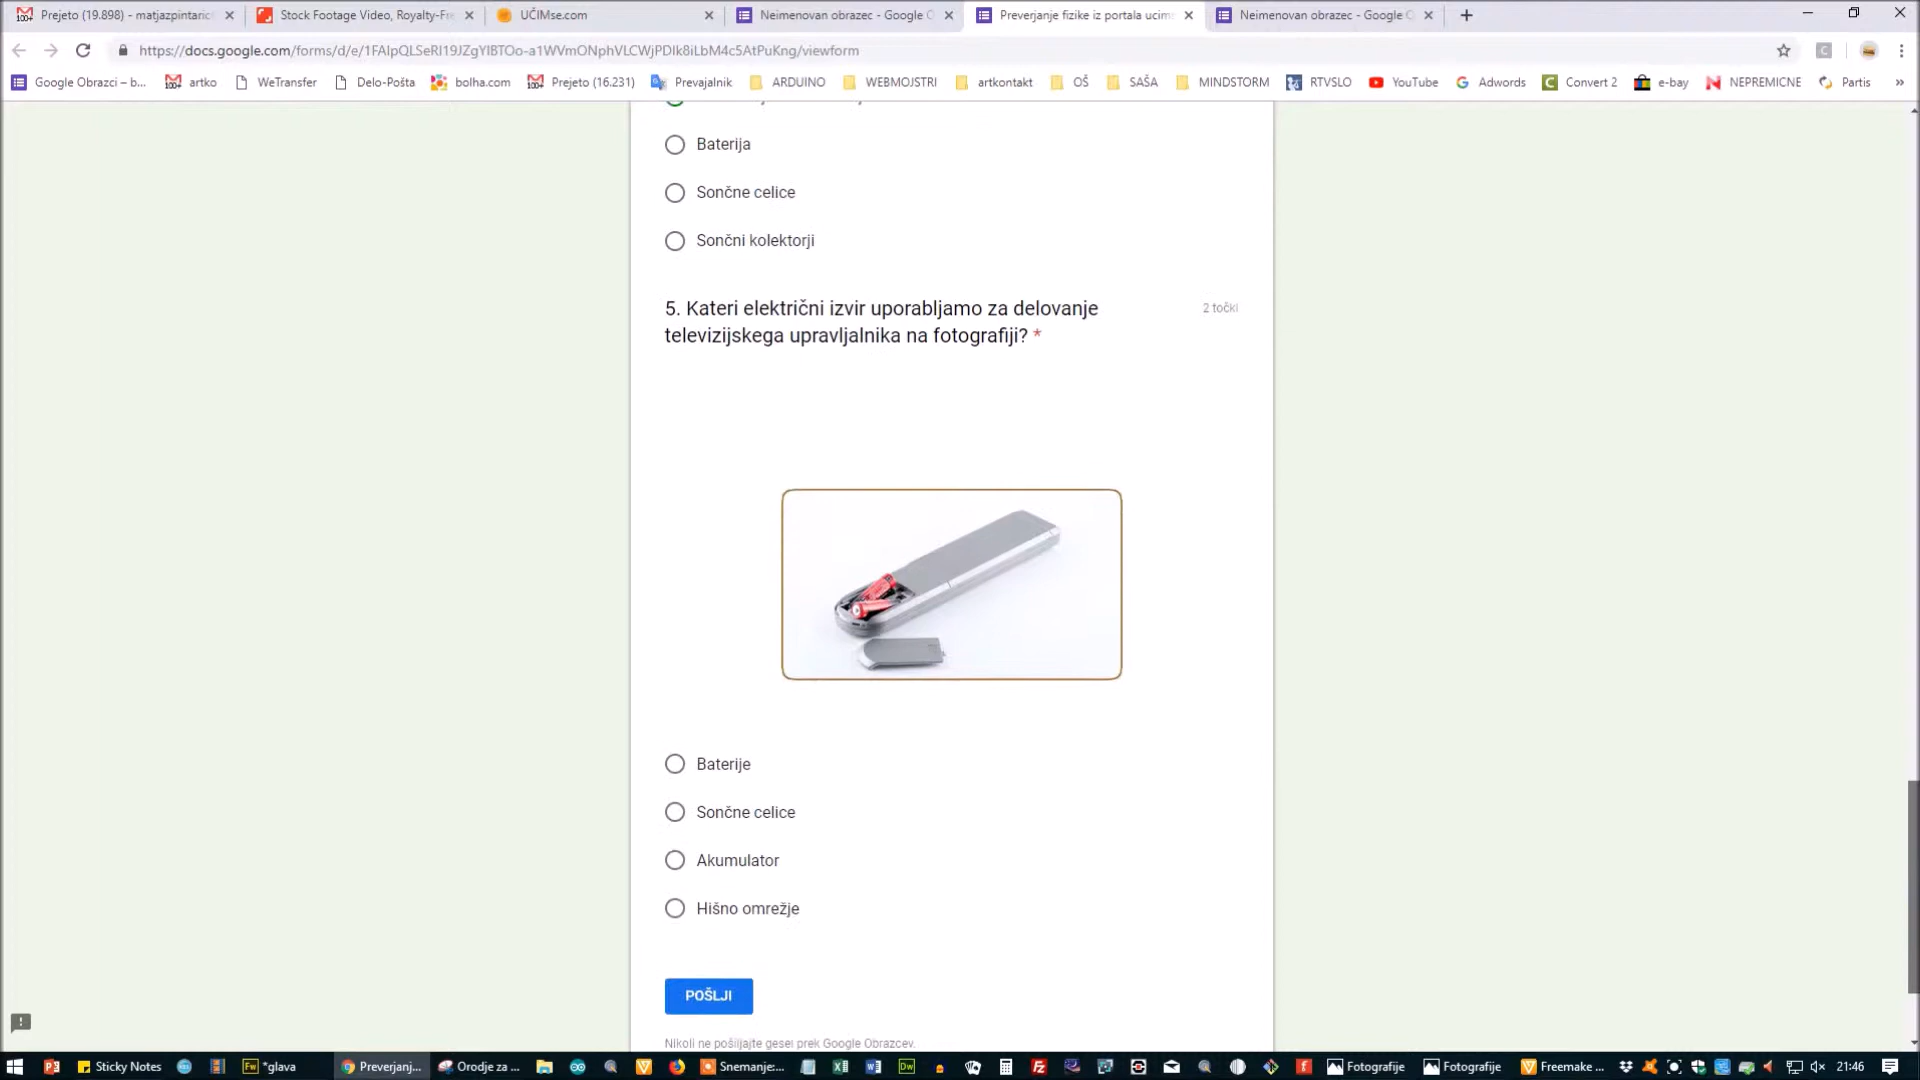 Prejeto (19.898) - matjazpintaric
Stock Footage Video, Royalty-Fre
UČIMse.com
Neimenovan obrazec - Google O
Preverjanje fizike iz portala ucim
Neimenovan obrazec - Google O
https://docs.google.com/forms/d/e/1FAIpQLSeRI19JZgYIBTOo-a1WVmONphVLCWjPDIk8iLbM4c5AtPuKng/viewform
Google Obrazci – b...
artko
WeTransfer
Delo-Pošta
bolha.com
Prejeto (16.231)
Prevajalnik
ARDUINO
WEBMOJSTRI
artkontakt
OŠ
SAŠA
MINDSTORM
RTVSLO
YouTube
Adwords
Convert 2
e-bay
NEPREMICNE
Partis
»
Baterija
Sončne celice
Sončni kolektorji
5. Kateri električni izvir uporabljamo za delovanje
televizijskega upravljalnika na fotografiji? *
2 točki
Baterije
Sončne celice
Akumulator
Hišno omrežje
POŠLJI
Nikoli ne pošiljajte gesel prek Google Obrazcev.
Sticky Notes
*glava
Preverjanj...
Orodje za ...
Snemanje:...
Fotografije
Fotografije
Freemake ...
21:46